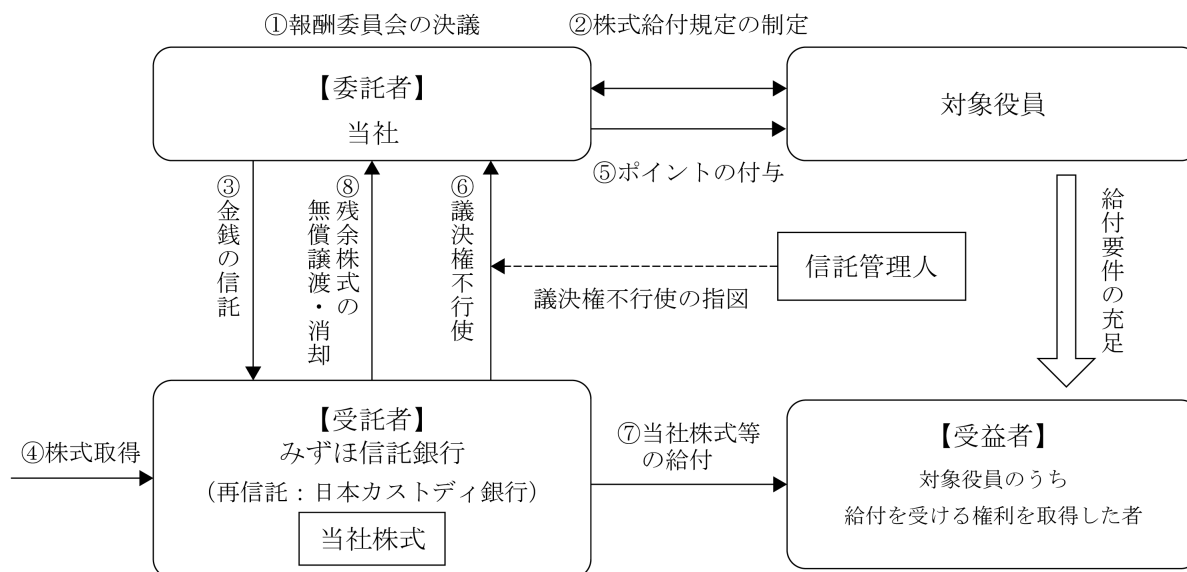 ①報酬委員会の決議
②株式給付規定の制定
【委託者】
当社
対象役員
⑤ポイントの付与
③金銭の信託
⑧残余株式の
無償譲渡・消却
⑥議決権不行使
信託管理人
議決権不行使の指図
給付要件の充足
④株式取得
【受託者】
みずほ信託銀行
(再信託:日本カストディ銀行)
当社株式
⑦当社株式等
の給付
【受益者】
対象役員のうち
給付を受ける権利を取得した者